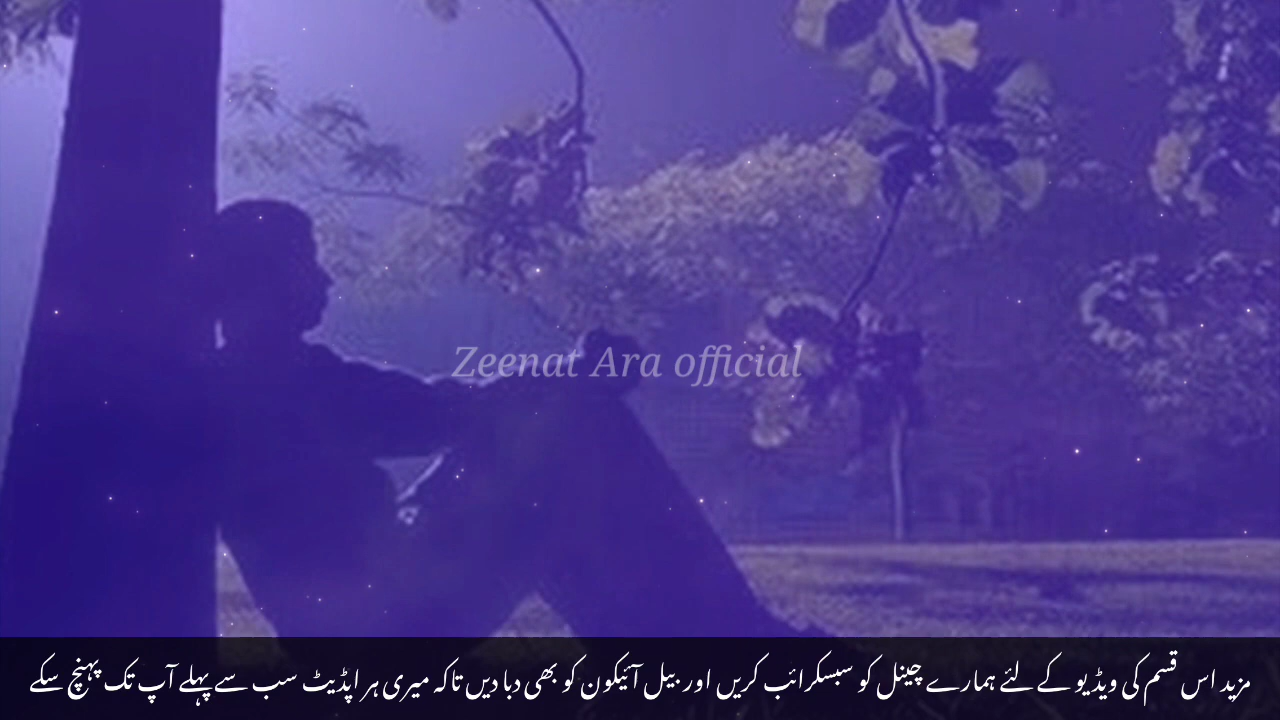 Zeenat Ara official
مزید اس قسم کی ویڈیو کے لئے ہمارے چینل کو سبسکرائب کریں اور بیل آئیکون کو بھی دبا دیں تاکہ میری ہر اپڈیٹ سب سے پہلے آپ تک پہنچ سکے